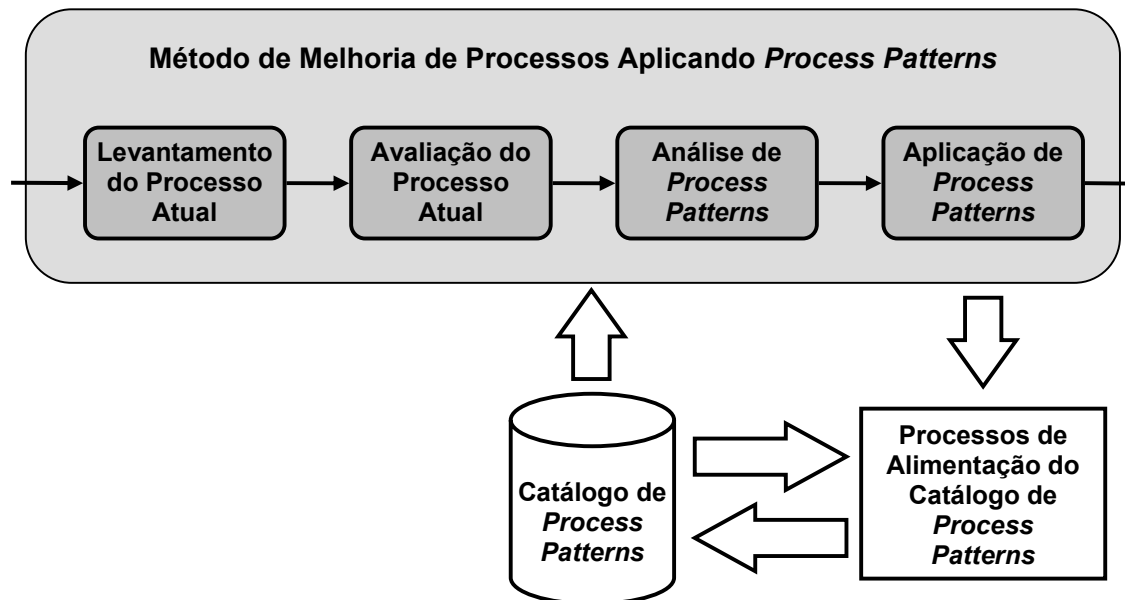 Método de Melhoria de Processos Aplicando Process Patterns
Levantamento
do Processo
Atual
Avaliação do
Processo
Atual
Análise de
Process
Patterns
Aplicação de
Process
Patterns
Catálogo de
Process
Patterns
Processos de
Alimentação do
Catálogo de
Process
Patterns